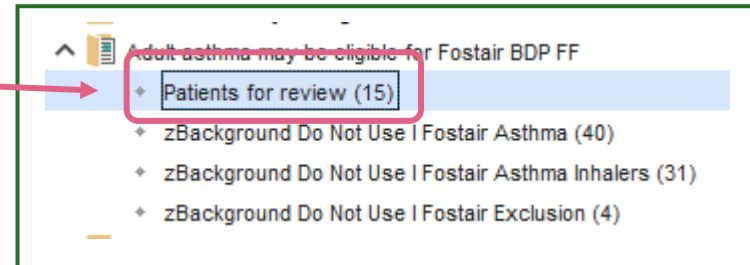 Adult asthma may be eligible for Fostair BDP FF
Patients for review (15)
zBackground Do Not Use I Fostair Asthma (40)
zBackground Do Not Use I Fostair Asthma Inhalers (31)
zBackground Do Not Use I Fostair Exclusion (4)